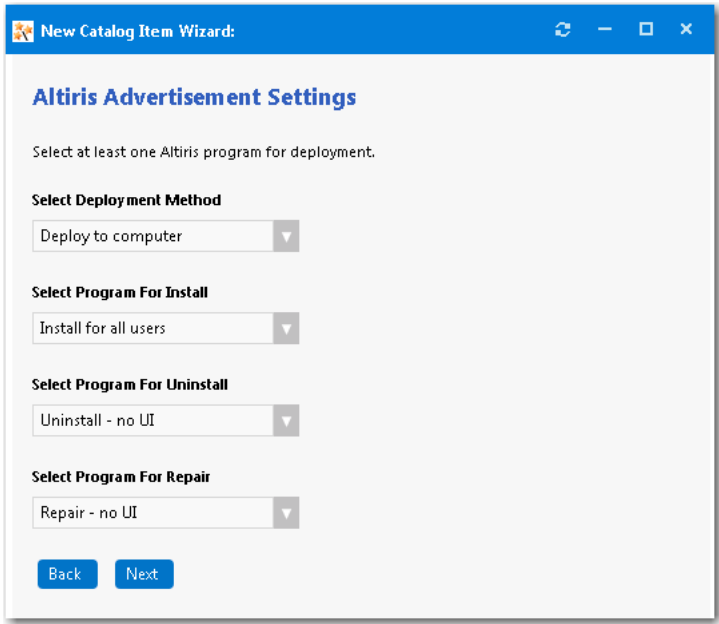 New Catalog Item Wizard:
Altiris Advertisement Settings
Select at least one Altiris program for deployment.
Select Deployment Method
Deploy to computer
Select Program For Install
Install for all users
Select Program For Uninstall
Uninstall - no UI
Select Program For Repair
Repair - no UI
Back Next